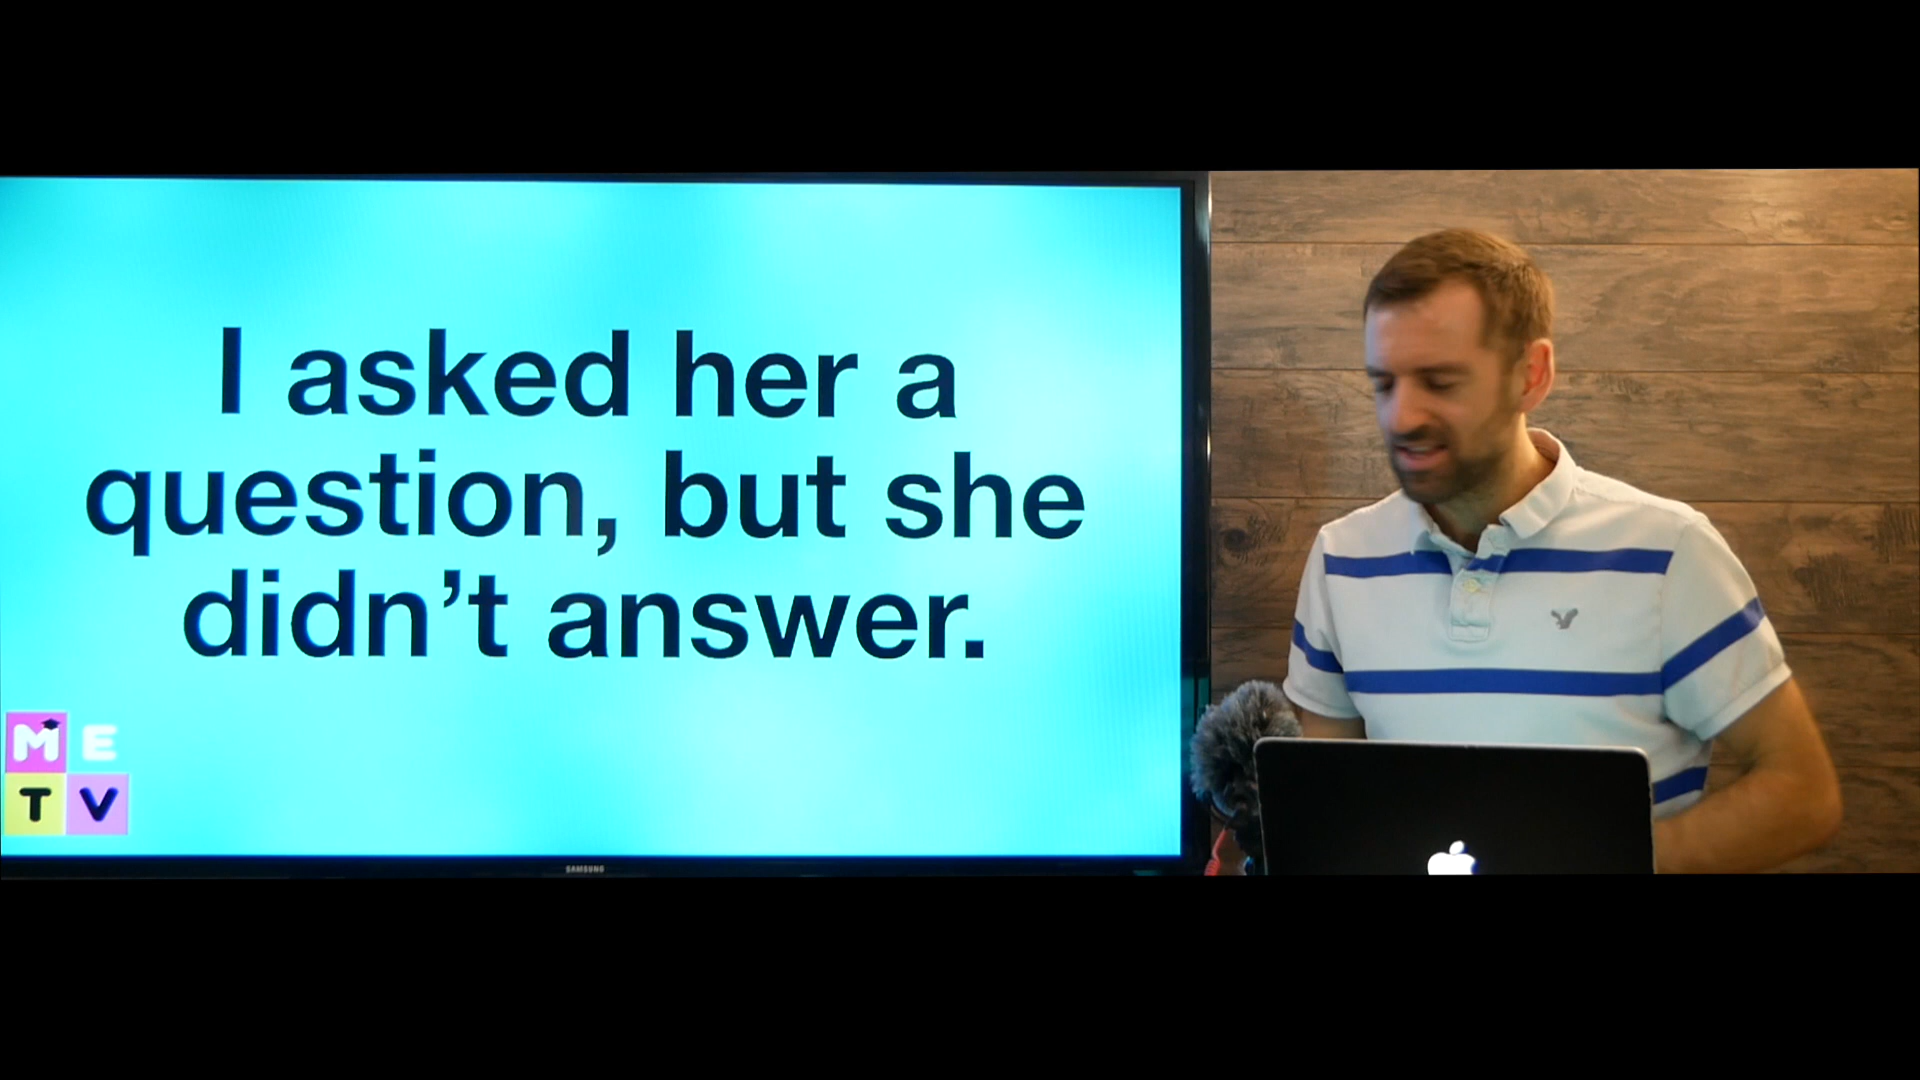 I asked her a
question, but she
didn’t answer.
M E
T V
SAMSUNG